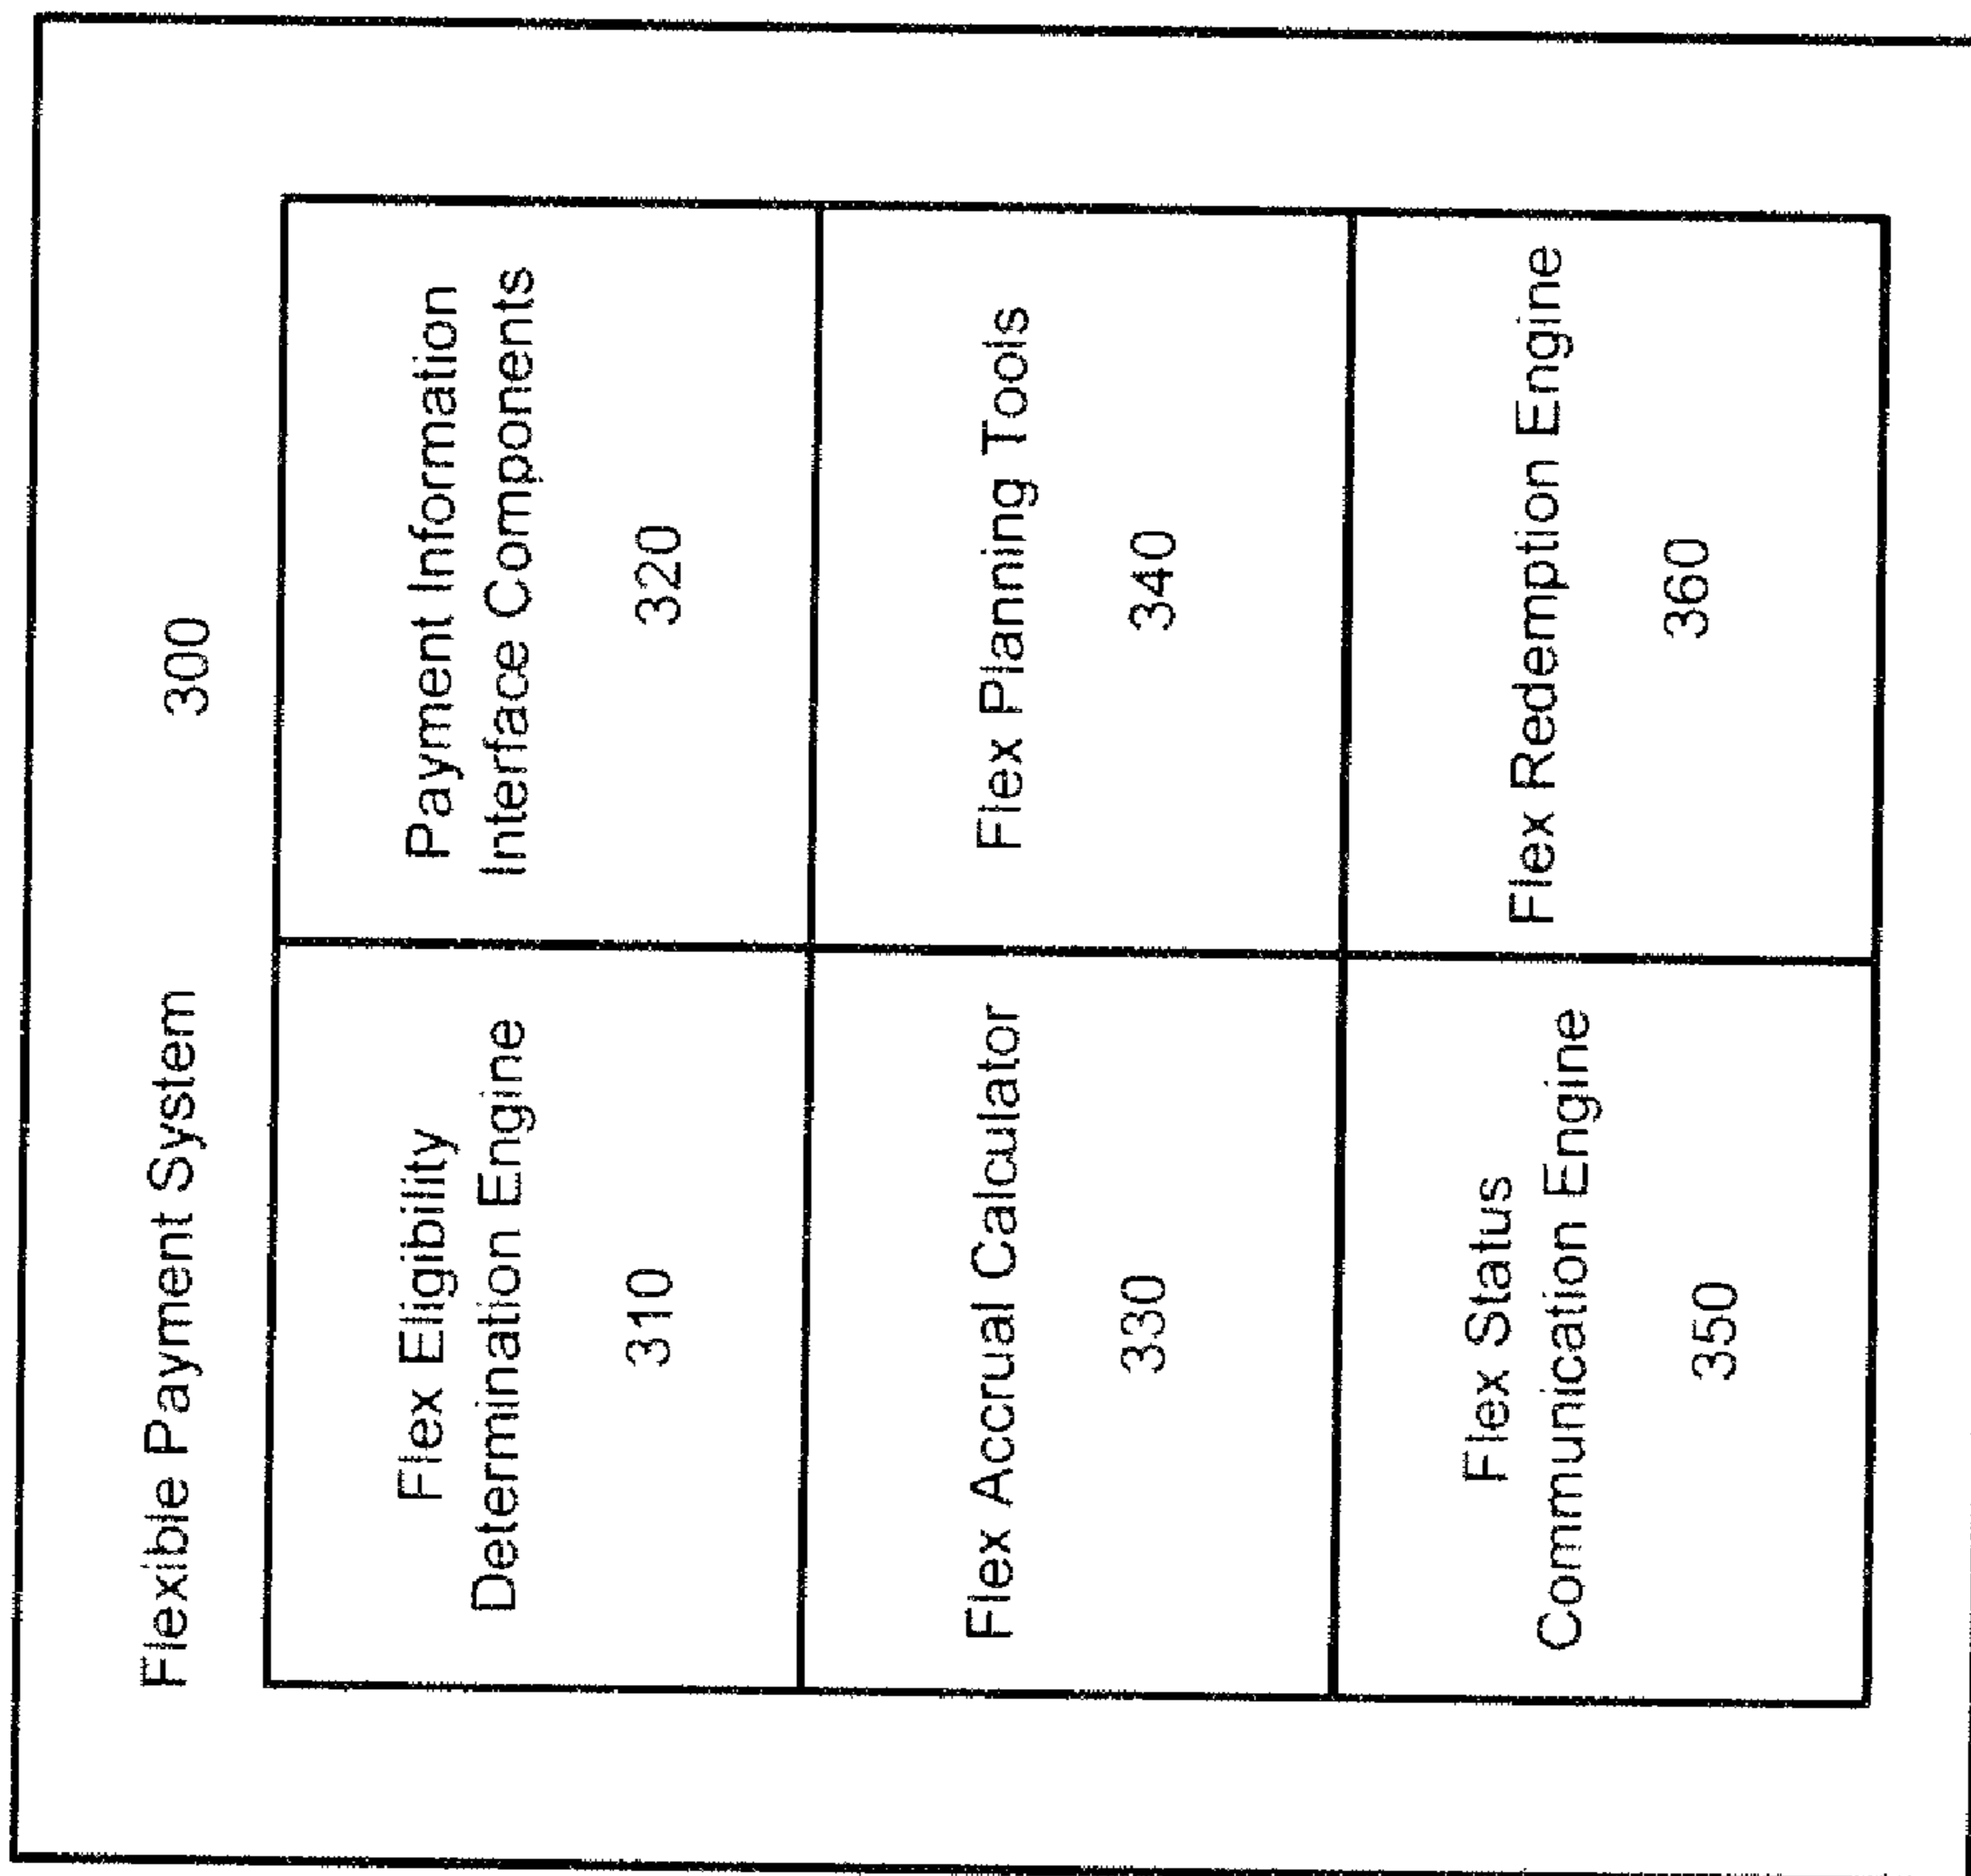 Flexible Payment System 300
Flex Eligibility
Determination Engine
310
Payment Information
Interface Components
320
Flex Accrual Calculator
330
Flex Planning Tools
340
Flex Status
Communication Engine
350
Flex Redemption Engine
360